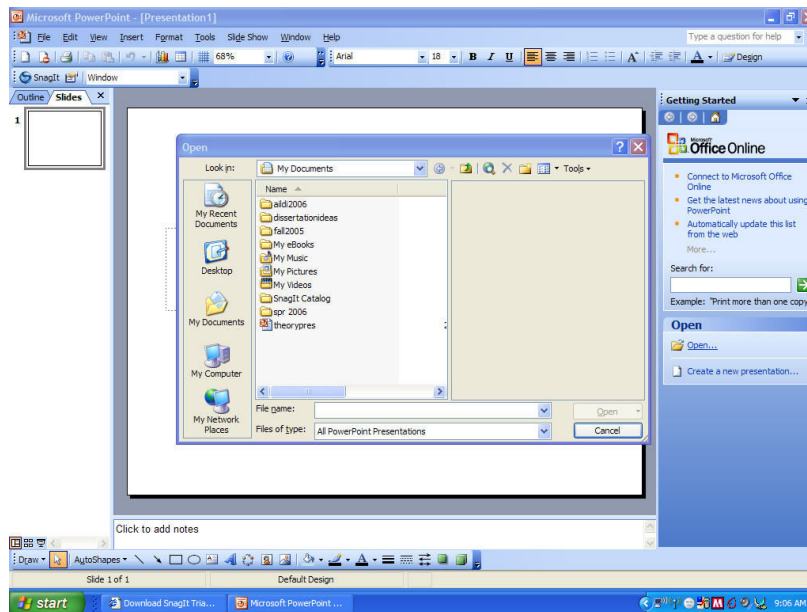 Microsoft PowerPoint - [Presentation1]
File Edit View Insert Format Tools Slide Show Window Help
Type a question for help
68%
Arial
18
B I U
A
Design
SnagIt
Window
Outline Slides
1
Getting Started
Microsoft
Office Online
Connect to Microsoft Office
Online
Get the latest news about using
PowerPoint
Automatically update this list
from the web
More...
Search for:
Example: "Print more than one copy
Open
Open...
Create a new presentation...
Open
Look in:
My Documents
Tools
My Recent
Documents
Desktop
My Documents
My Computer
My Network
Places
Name
aildi2006
dissertationideas
fall2005
My eBooks
My Music
My Pictures
My Videos
SnagIt Catalog
spr 2006
theorypres
File name:
Open
Files of type:
All PowerPoint Presentations
Cancel
Click to add notes
Draw
AutoShapes
Slide 1 of 1
Default Design
start
Download SnagIt Tria...
Microsoft PowerPoint ...
9:06 AM